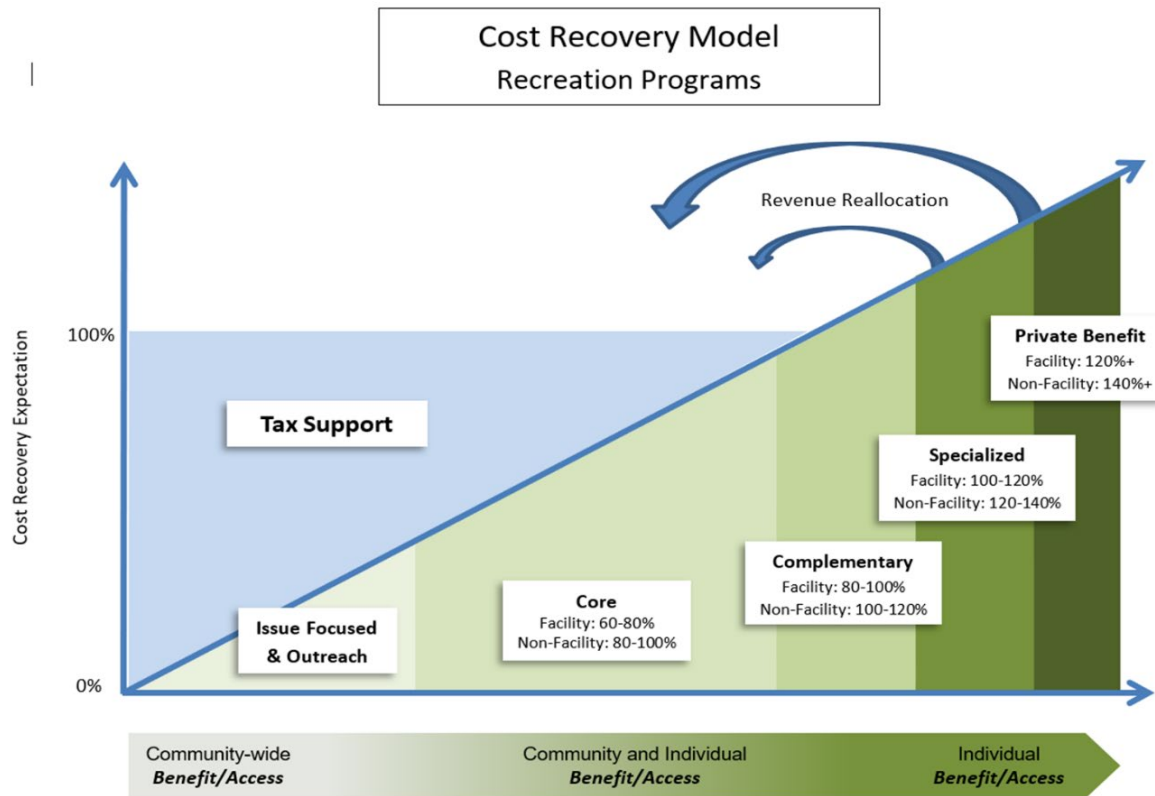 Cost Recovery Model
Recreation Programs
Revenue Reallocation
Cost Recovery Expectation
100%
0%
Tax Support
Private Benefit
Facility: 120%+
Non-Facility: 140%+
Specialized
Facility: 100-120%
Non-Facility: 120-140%
Complementary
Facility: 80-100%
Non-Facility: 100-120%
Core
Facility: 60-80%
Non-Facility: 80-100%
Issue Focused
& Outreach
Community-wide
Benefit/Access
Community and Individual
Benefit/Access
Individual
Benefit/Access